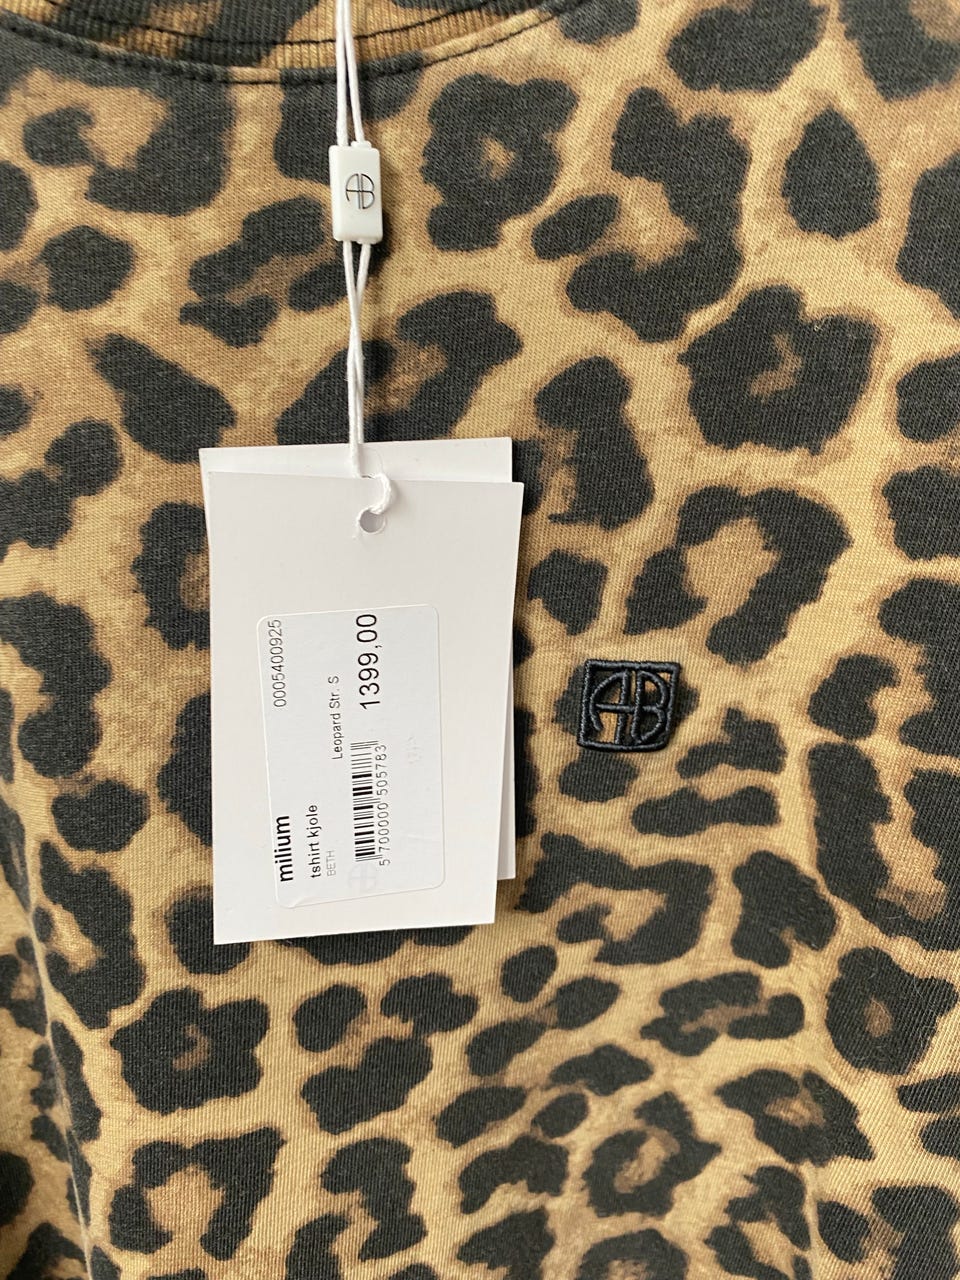 AB
0005400925
Leopard Str. S
1399,00
milium
tshirt kjole
BETH
5 700000 505783
AB